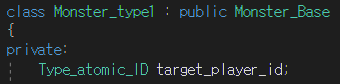 class Monster_type1 : public Monster_Base
{
private:
Type_atomic_ID target_player_id;